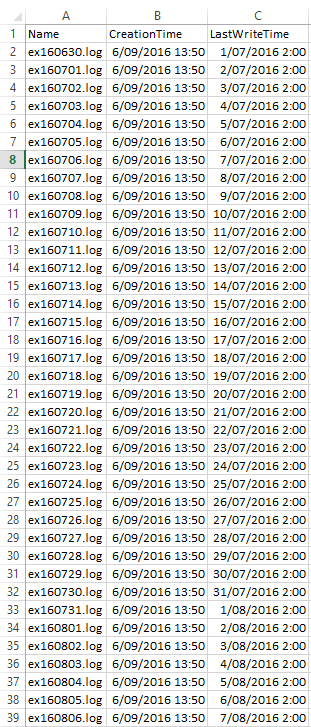 A B C
1 Name CreationTime LastWriteTime
2 ex160630.log 6/09/2016 13:50 1/07/2016 2:00
3 ex160701.log 6/09/2016 13:50 2/07/2016 2:00
4 ex160702.log 6/09/2016 13:50 3/07/2016 2:00
5 ex160703.log 6/09/2016 13:50 4/07/2016 2:00
6 ex160704.log 6/09/2016 13:50 5/07/2016 2:00
7 ex160705.log 6/09/2016 13:50 6/07/2016 2:00
8 ex160706.log 6/09/2016 13:50 7/07/2016 2:00
9 ex160707.log 6/09/2016 13:50 8/07/2016 2:00
10 ex160708.log 6/09/2016 13:50 9/07/2016 2:00
11 ex160709.log 6/09/2016 13:50 10/07/2016 2:00
12 ex160710.log 6/09/2016 13:50 11/07/2016 2:00
13 ex160711.log 6/09/2016 13:50 12/07/2016 2:00
14 ex160712.log 6/09/2016 13:50 13/07/2016 2:00
15 ex160713.log 6/09/2016 13:50 14/07/2016 2:00
16 ex160714.log 6/09/2016 13:50 15/07/2016 2:00
17 ex160715.log 6/09/2016 13:50 16/07/2016 2:00
18 ex160716.log 6/09/2016 13:50 17/07/2016 2:00
19 ex160717.log 6/09/2016 13:50 18/07/2016 2:00
20 ex160718.log 6/09/2016 13:50 19/07/2016 2:00
21 ex160719.log 6/09/2016 13:50 20/07/2016 2:00
22 ex160720.log 6/09/2016 13:50 21/07/2016 2:00
23 ex160721.log 6/09/2016 13:50 22/07/2016 2:00
24 ex160722.log 6/09/2016 13:50 23/07/2016 2:00
25 ex160723.log 6/09/2016 13:50 24/07/2016 2:00
26 ex160724.log 6/09/2016 13:50 25/07/2016 2:00
27 ex160725.log 6/09/2016 13:50 26/07/2016 2:00
28 ex160726.log 6/09/2016 13:50 27/07/2016 2:00
29 ex160727.log 6/09/2016 13:50 28/07/2016 2:00
30 ex160728.log 6/09/2016 13:50 29/07/2016 2:00
31 ex160729.log 6/09/2016 13:50 30/07/2016 2:00
32 ex160730.log 6/09/2016 13:50 31/07/2016 2:00
33 ex160731.log 6/09/2016 13:50 1/08/2016 2:00
34 ex160801.log 6/09/2016 13:50 2/08/2016 2:00
35 ex160802.log 6/09/2016 13:50 3/08/2016 2:00
36 ex160803.log 6/09/2016 13:50 4/08/2016 2:00
37 ex160804.log 6/09/2016 13:50 5/08/2016 2:00
38 ex160805.log 6/09/2016 13:50 6/08/2016 2:00
39 ex160806.log 6/09/2016 13:50 7/08/2016 2:00